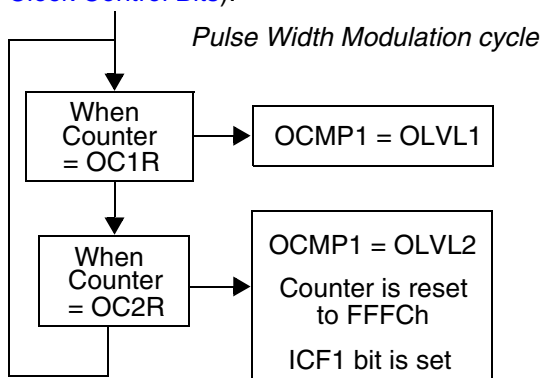 Clock Control Bits).
Pulse Width Modulation cycle
When
Counter
= OC1R
OCMP1 = OLVL1
When
Counter
= OC2R
OCMP1 = OLVL2
Counter is reset
to FFFCh
ICF1 bit is set